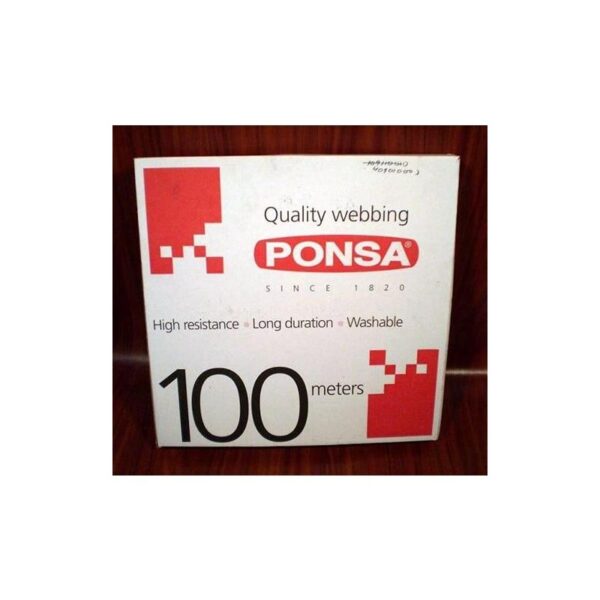 Quality webbing
PONSA®
SINCE 1820
High resistance • Long duration • Washable
100 meters